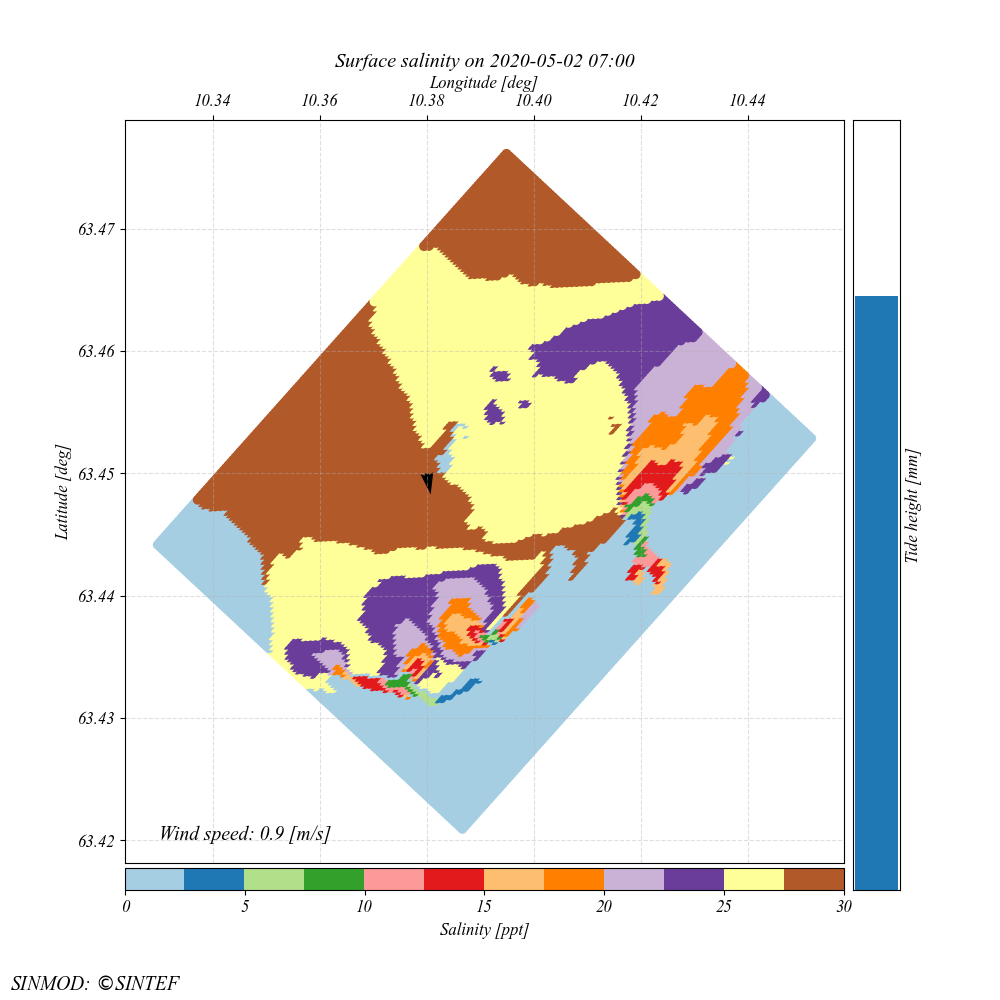 Surface salinity on 2020-05-02 07:00
Longitude [deg]
10.34 10.36 10.38 10.40 10.42 10.44
63.47
63.46
63.45
63.44
63.43
63.42
Latitude [deg]
Tide height [mm]
Wind speed: 0.9 [m/s]
0 5 10 15 20 25 30
Salinity [ppt]
SINMOD: ©SINTEF